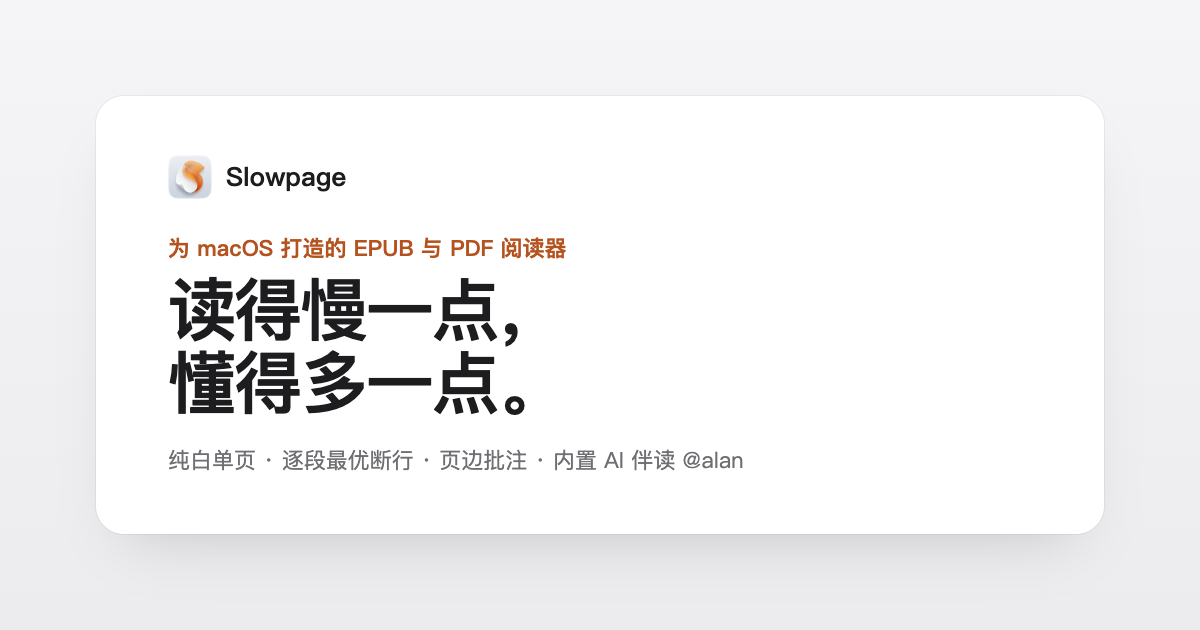 Slowpage
为 macOS 打造的 EPUB 与 PDF 阅读器
读得慢一点，
懂得多一点。
纯白单页 · 逐段最优断行 · 页边批注 · 内置 AI 伴读 @alan